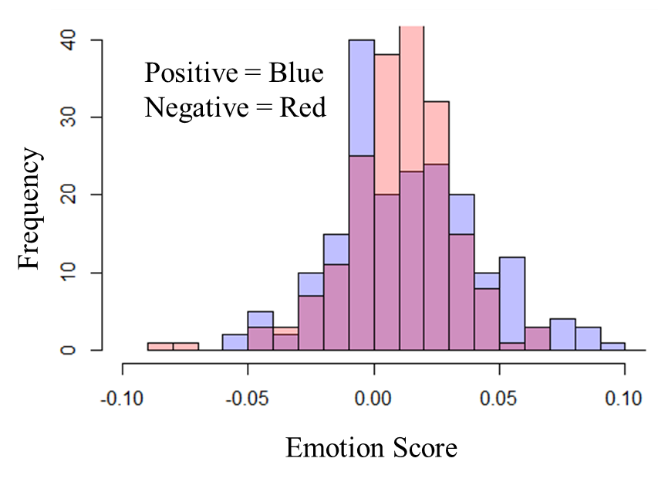 Positive = Blue
Negative = Red
Frequency
40
30
20
10
0
-0.10 -0.05 0.00 0.05 0.10
Emotion Score